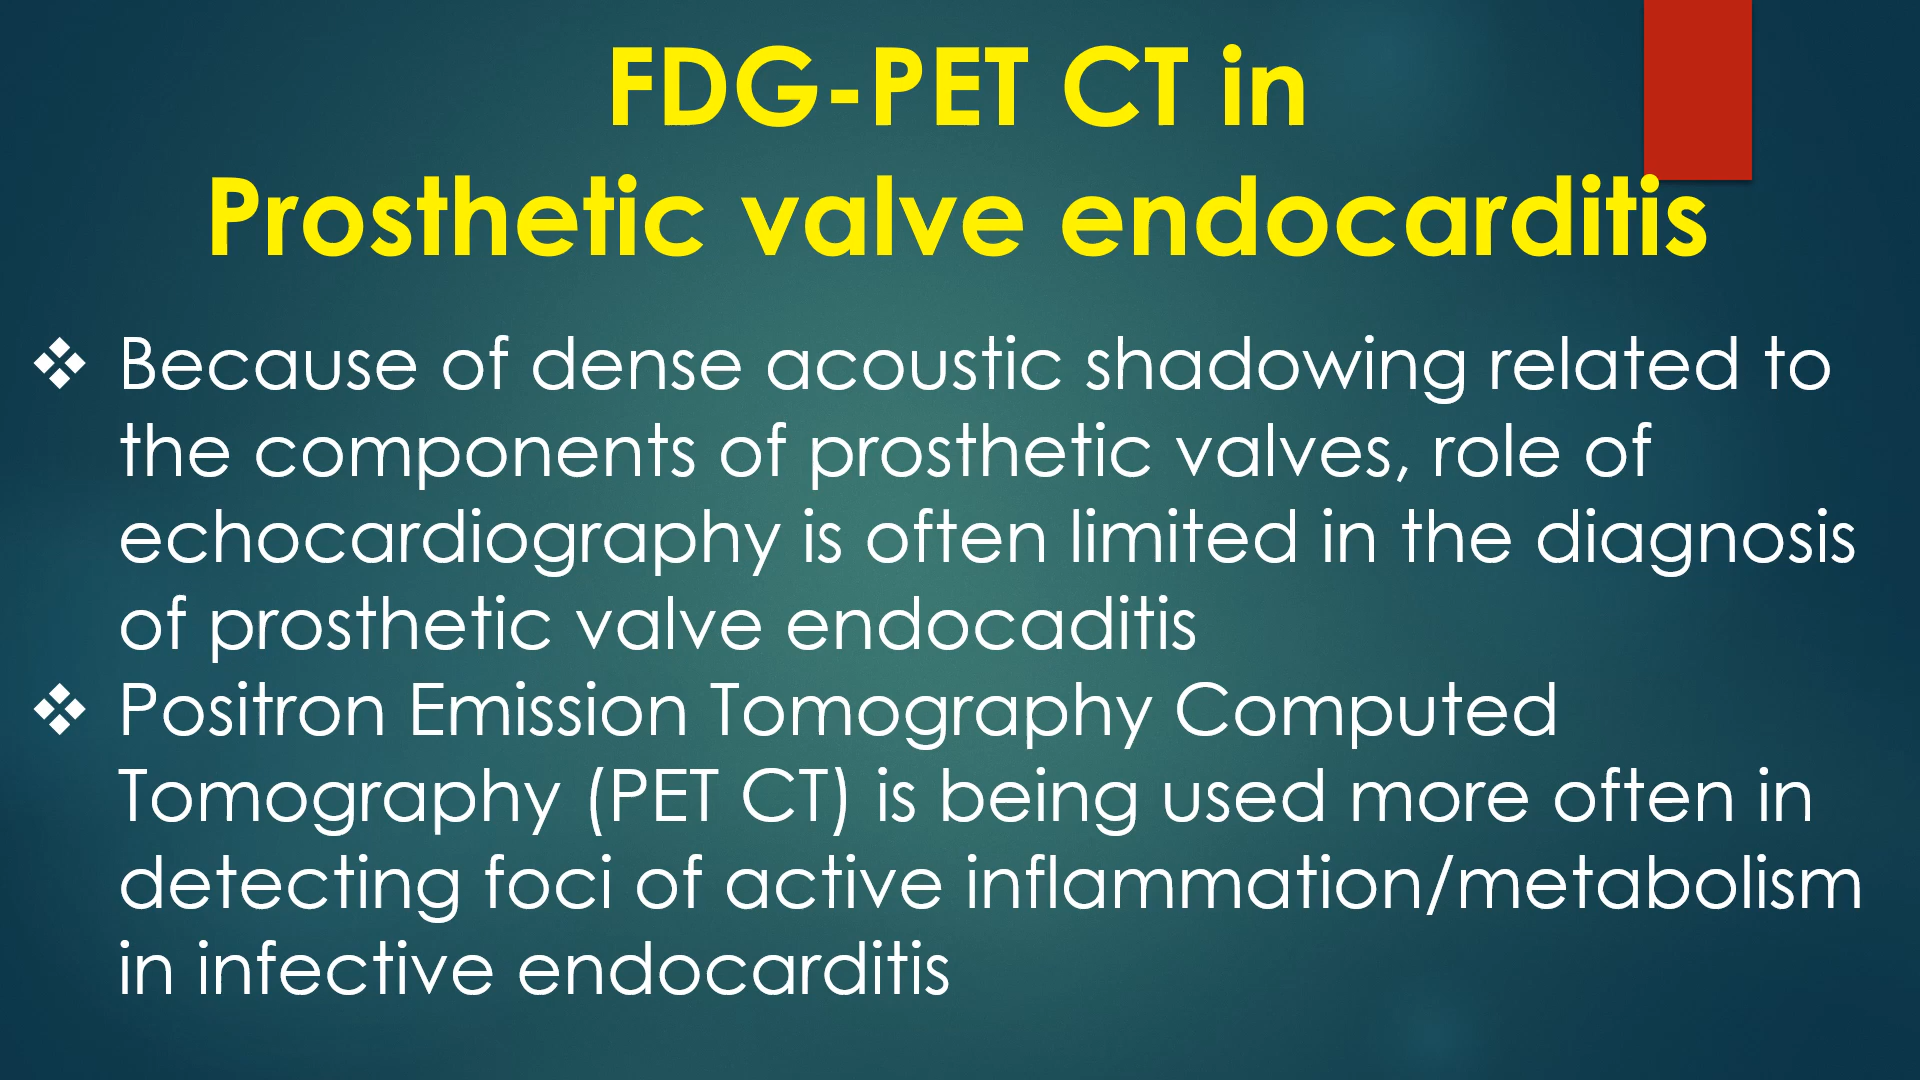 FDG-PET CT in
Prosthetic valve endocarditis
❖ Because of dense acoustic shadowing related to
the components of prosthetic valves, role of
echocardiography is often limited in the diagnosis
of prosthetic valve endocaditis
❖ Positron Emission Tomography Computed
Tomography (PET CT) is being used more often in
detecting foci of active inflammation/metabolism
in infective endocarditis